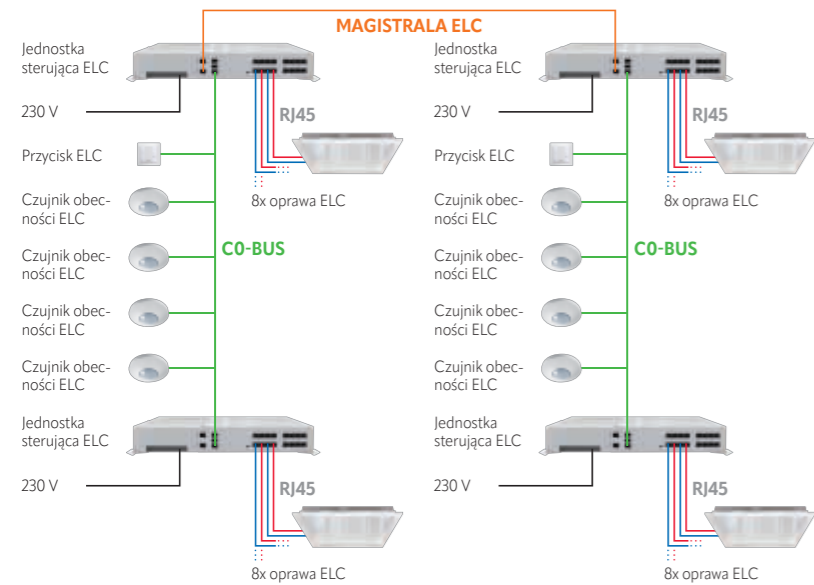 MAGISTRALA ELC
Jednostka
sterująca ELC
230 V
RJ45
Przycisk ELC
8x oprawa ELC
Czujnik obec-
ności ELC
C0-BUS
Czujnik obec-
ności ELC
Czujnik obec-
ności ELC
Czujnik obec-
ności ELC
Jednostka
sterująca ELC
230 V
RJ45
8x oprawa ELC
Jednostka
sterująca ELC
230 V
RJ45
Przycisk ELC
8x oprawa ELC
Czujnik obec-
ności ELC
C0-BUS
Czujnik obec-
ności ELC
Czujnik obec-
ności ELC
Czujnik obec-
ności ELC
Jednostka
sterująca ELC
230 V
RJ45
8x oprawa ELC